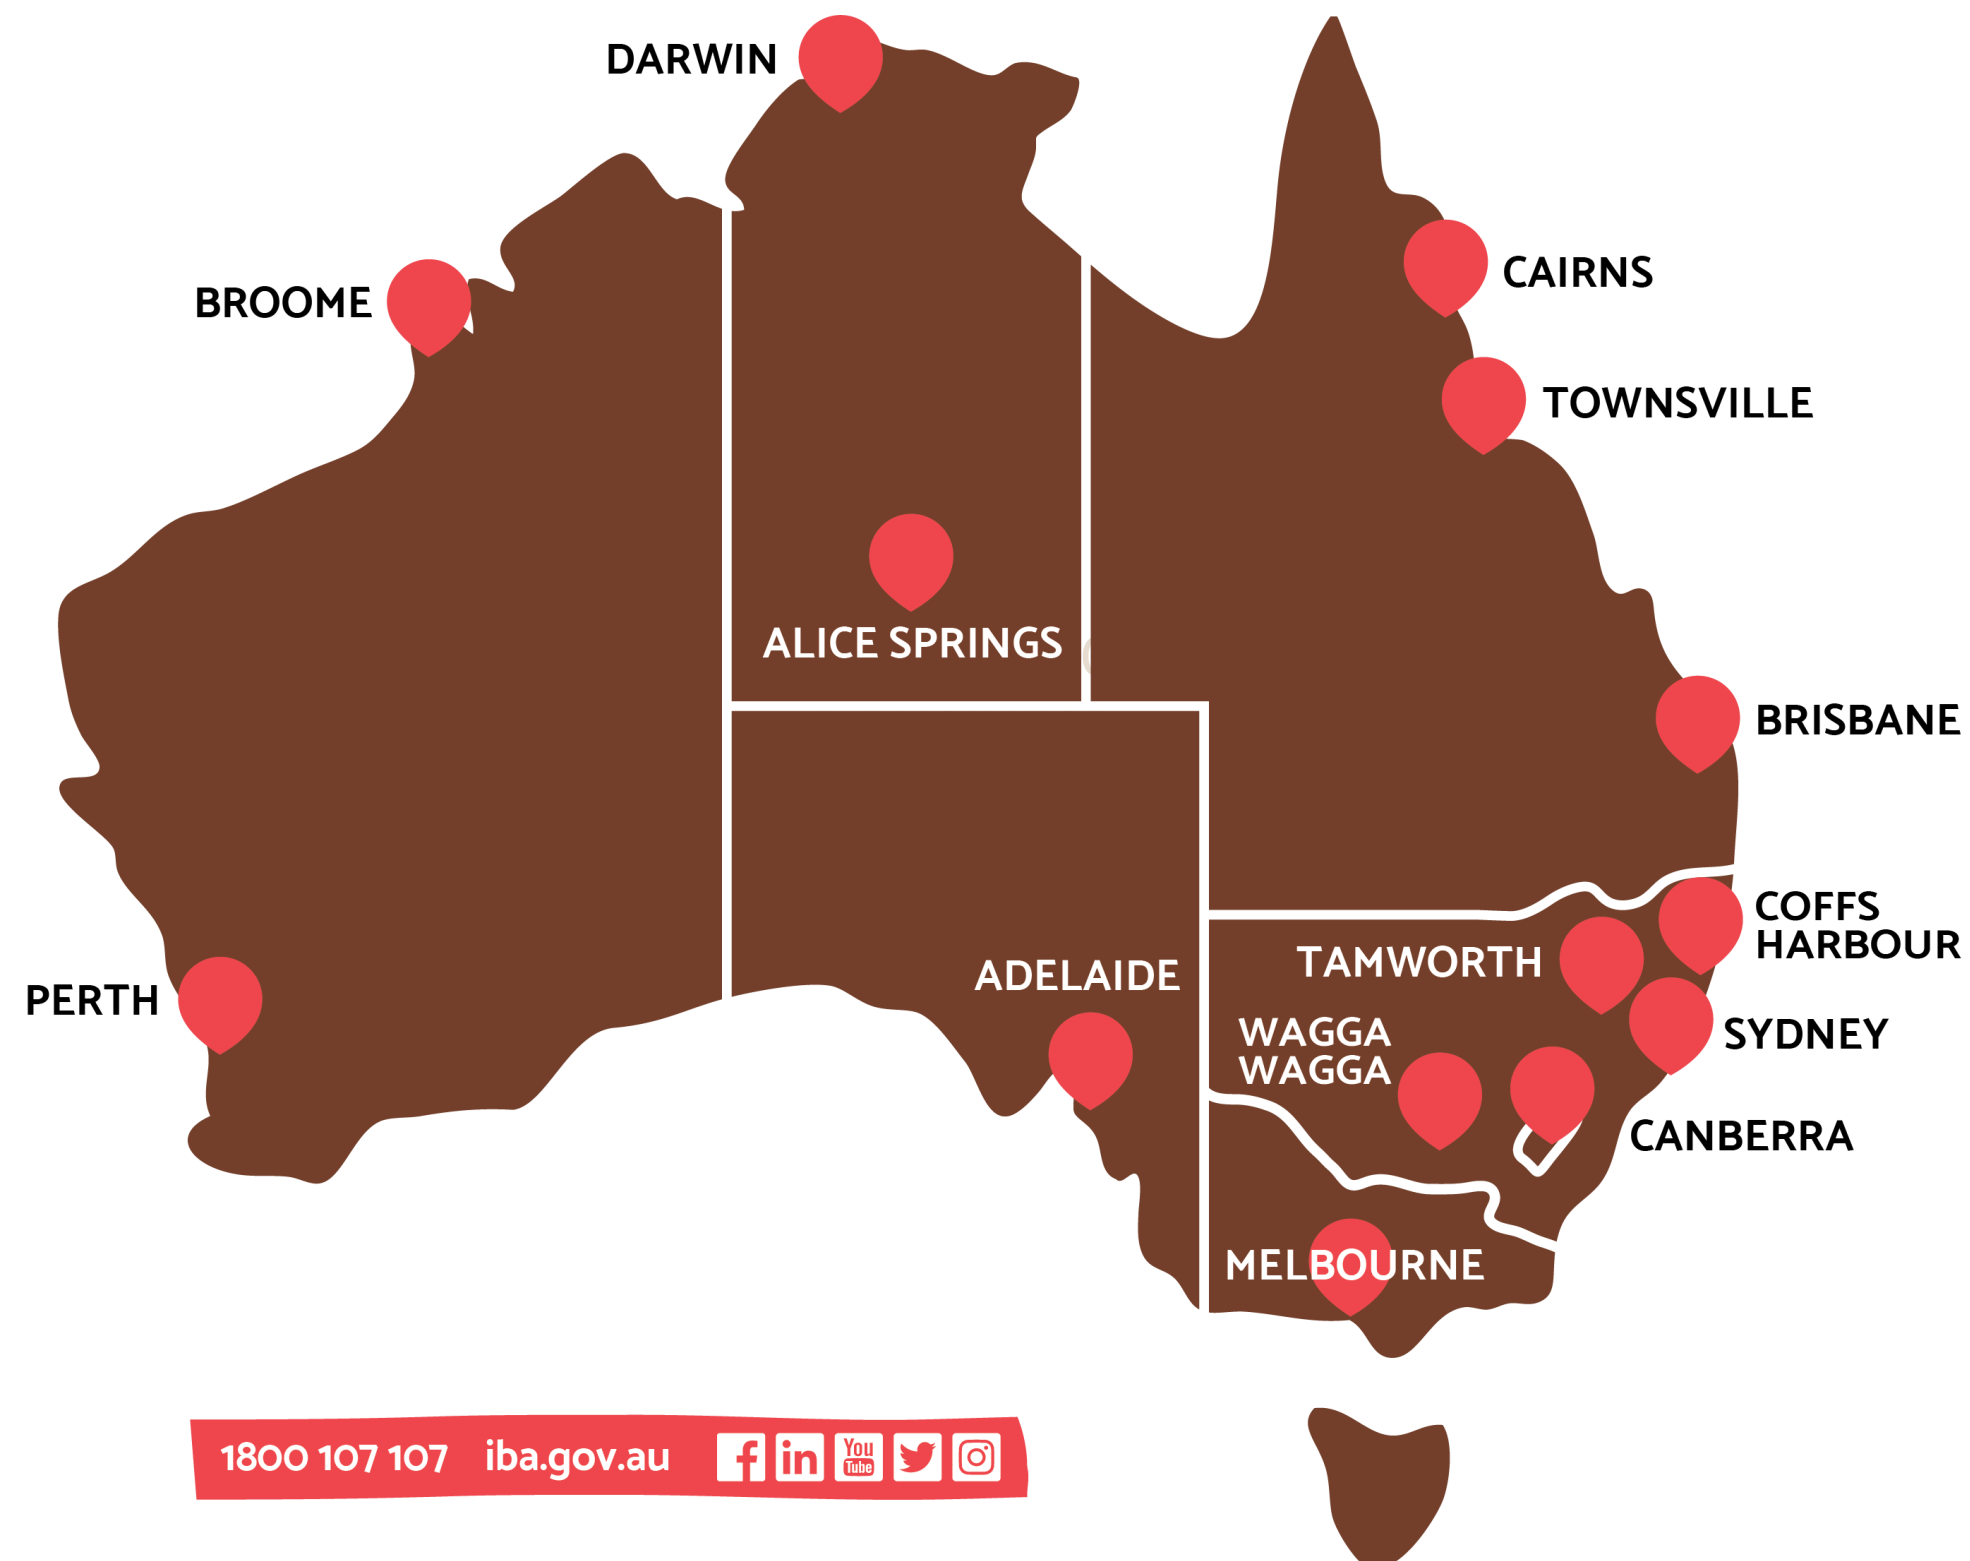 DARWIN
CAIRNS
BROOME
TOWNSVILLE
ALICE SPRINGS
BRISBANE
COFFS
HARBOUR
TAMWORTH
ADELAIDE
PERTH
WAGGA
WAGGA
SYDNEY
CANBERRA
MELBOURNE
1800 107 107 iba.gov.au
You
Tube